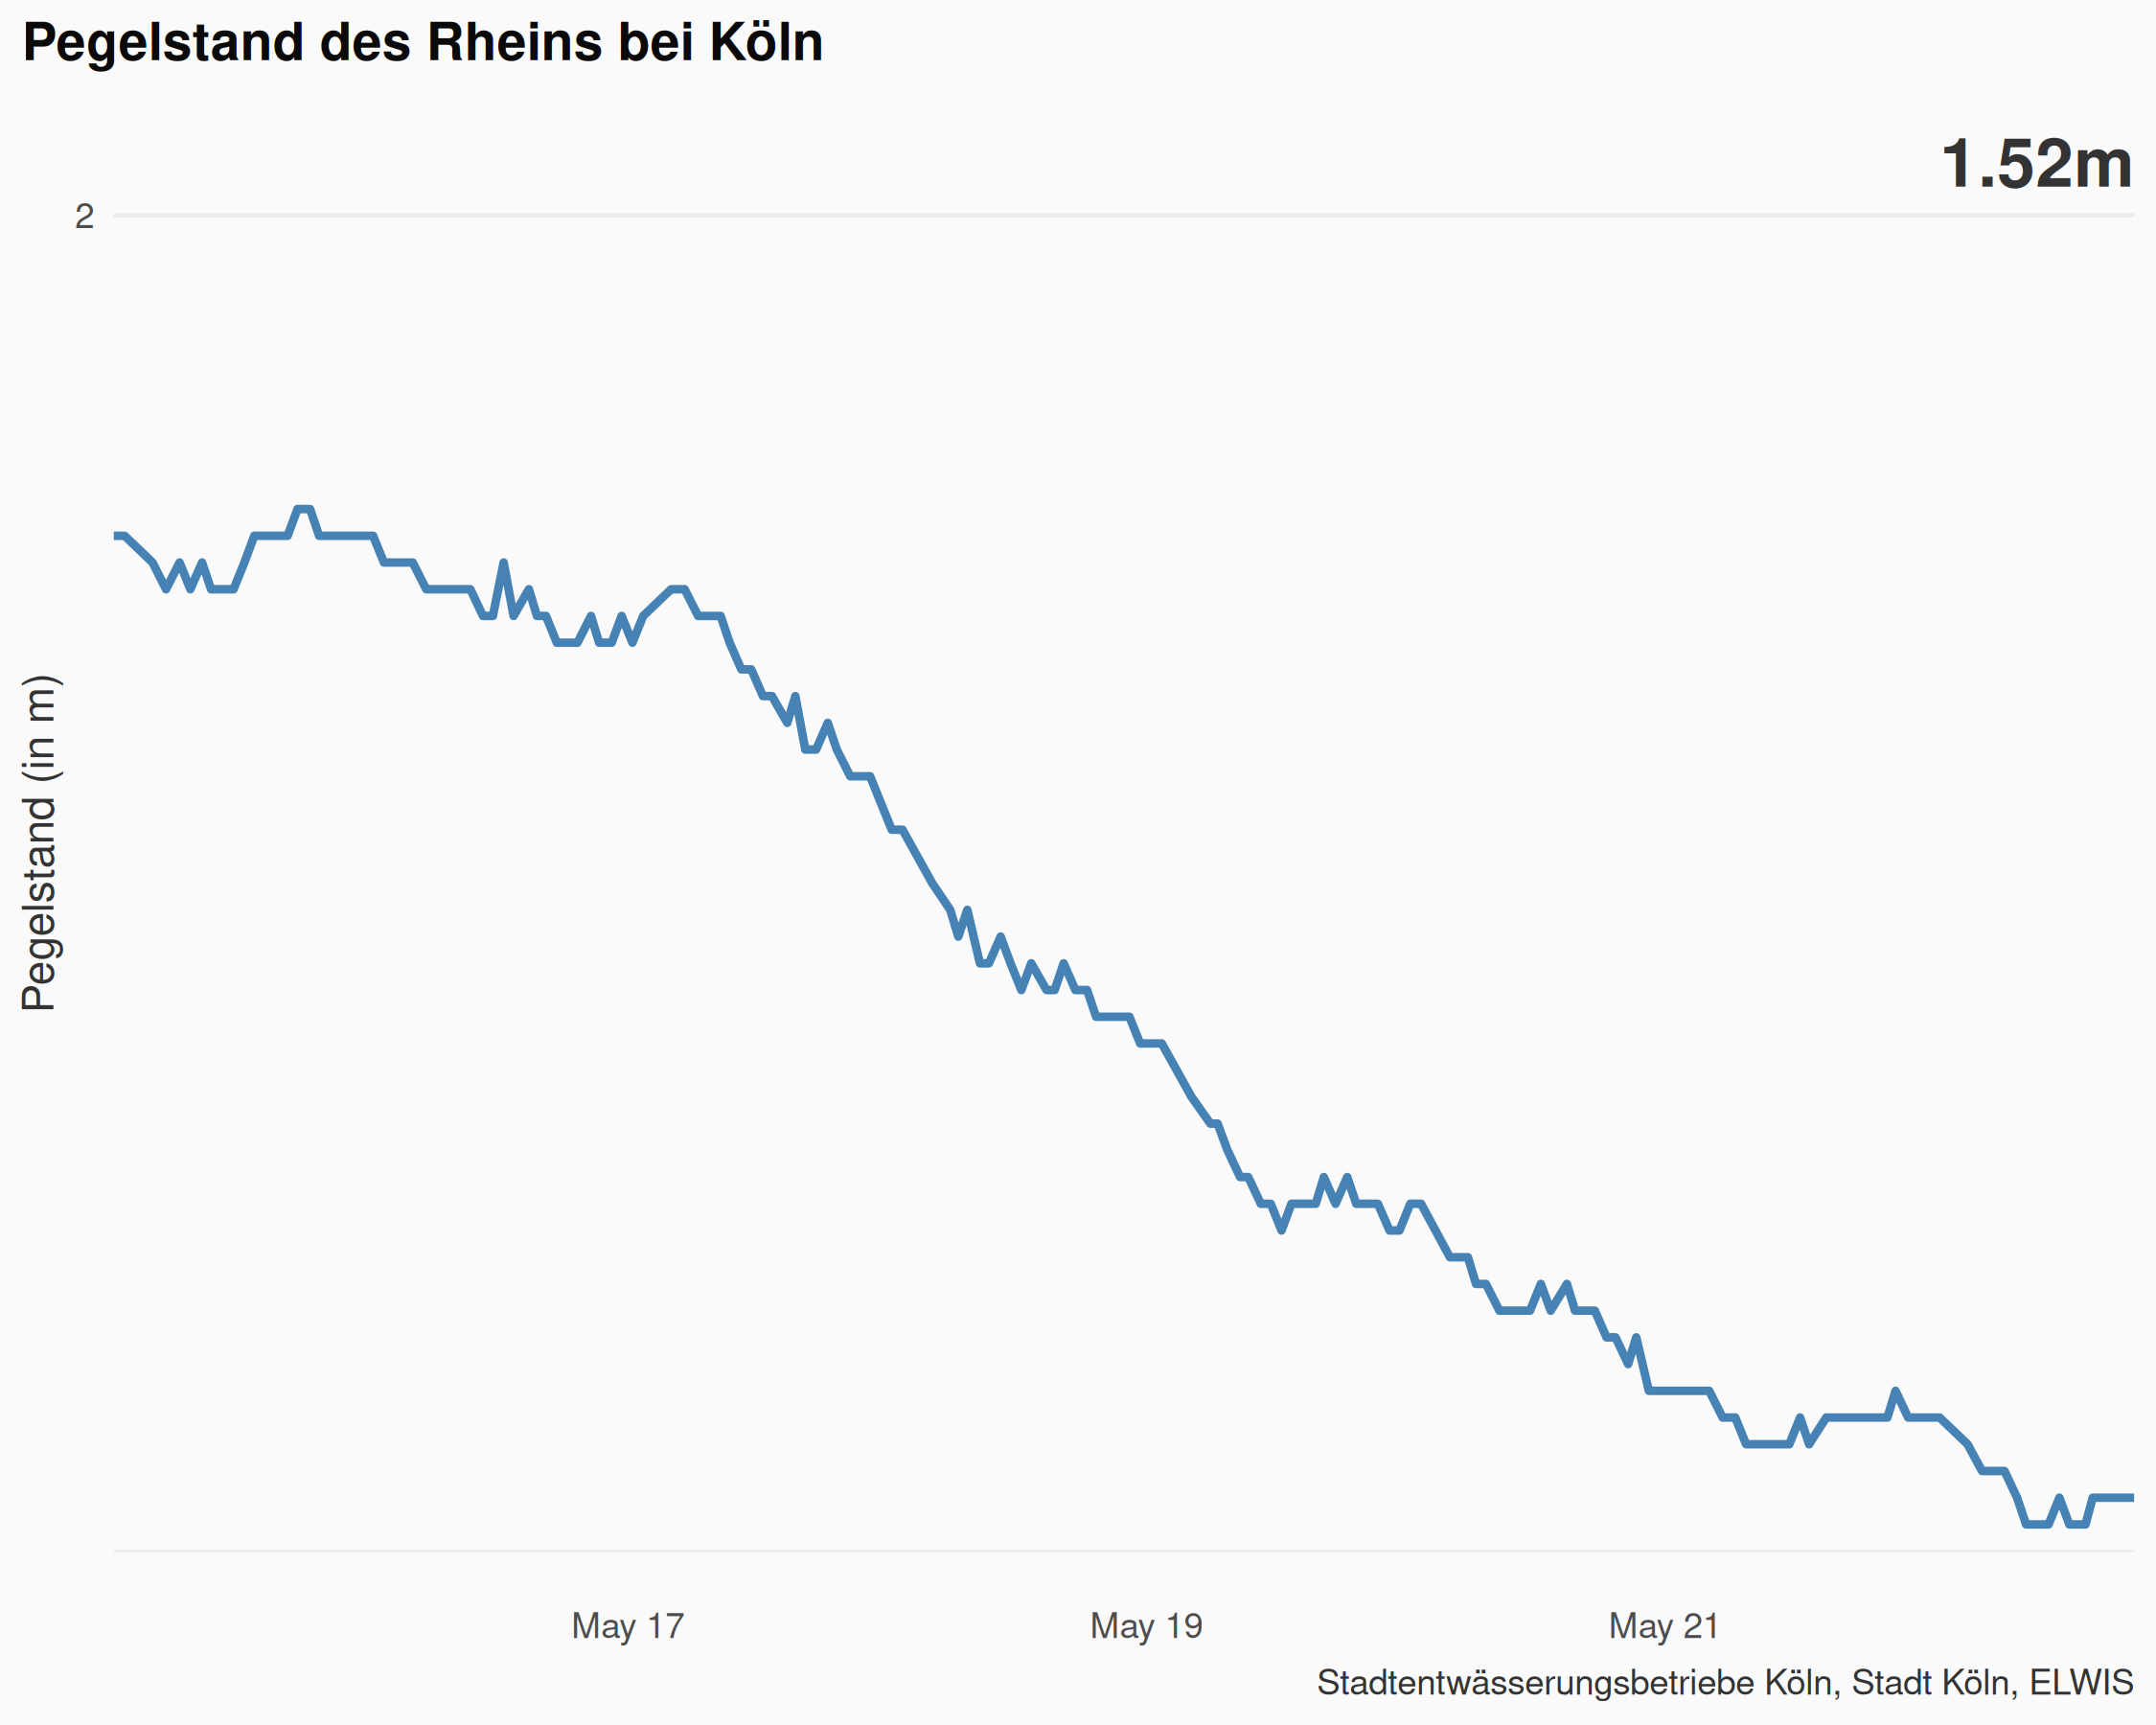 Pegelstand des Rheins bei Köln
1.52m
2
Pegelstand (in m)
May 17
May 19
May 21
Stadtentwässerungsbetriebe Köln, Stadt Köln, ELWIS